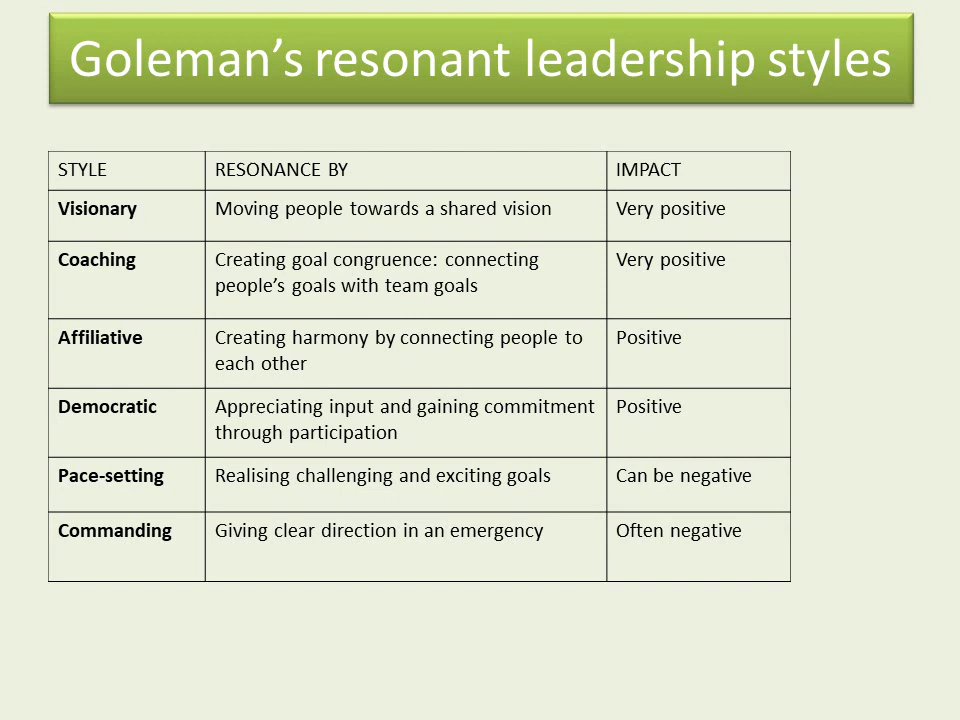 Goleman’s resonant leadership styles
STYLE RESONANCE BY IMPACT
Visionary Moving people towards a shared vision Very positive
Coaching Creating goal congruence: connecting Very positive
people’s goals with team goals
Affiliative Creating harmony by connecting people to Positive
each other
Democratic Appreciating input and gaining commitment Positive
through participation
Pace-setting Realising challenging and exciting goals Can be negative
Commanding Giving clear direction in an emergency Often negative